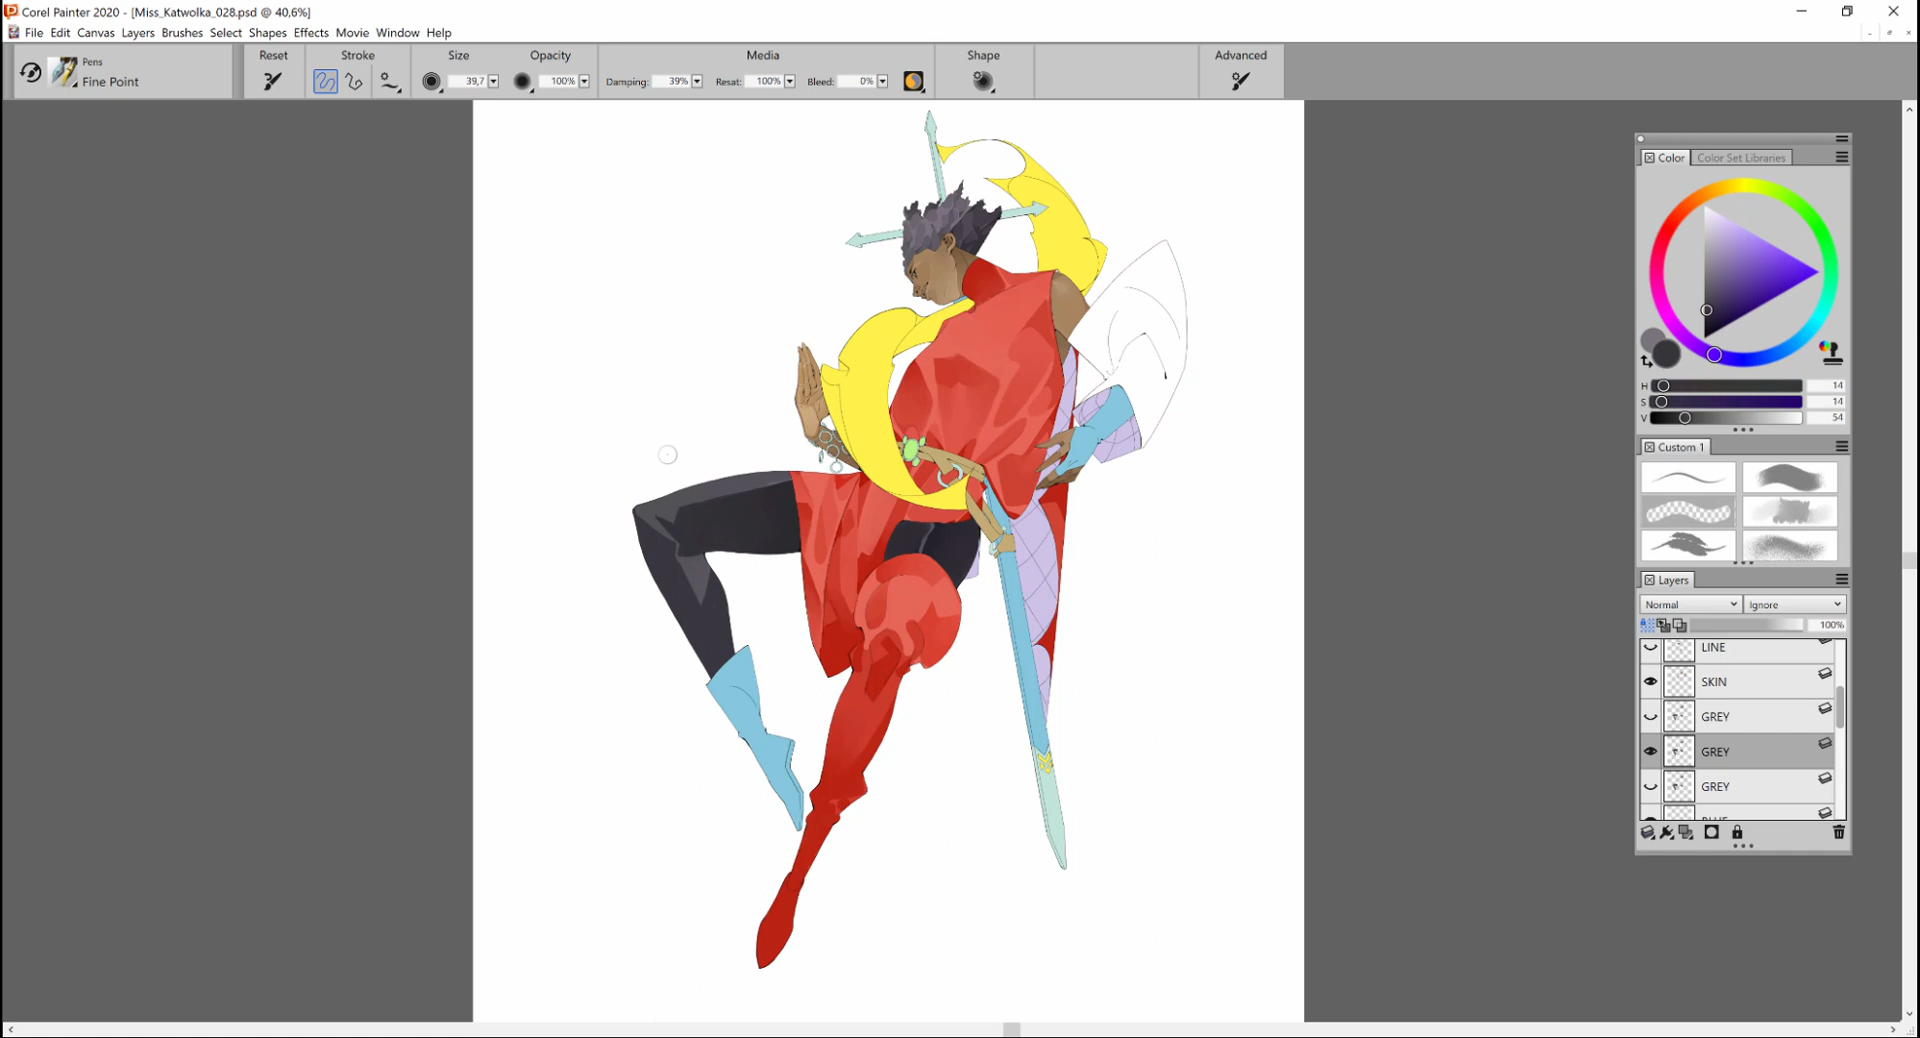 Corel Painter 2020 - [Miss_Katwolka_028.psd @ 40,6%]
File Edit Canvas Layers Brushes Select Shapes Effects Movie Window Help
Pens
Fine Point
Reset
Stroke
Size
39,7
Opacity
100%
Media
Damping: 39% Resat: 100% Bleed: 0%
Shape
Advanced
Color
Color Set Libraries
H 14
S 14
V 54
Custom 1
Layers
Normal
Ignore
100%
LINE
SKIN
GREY
GREY
GREY
BLUE